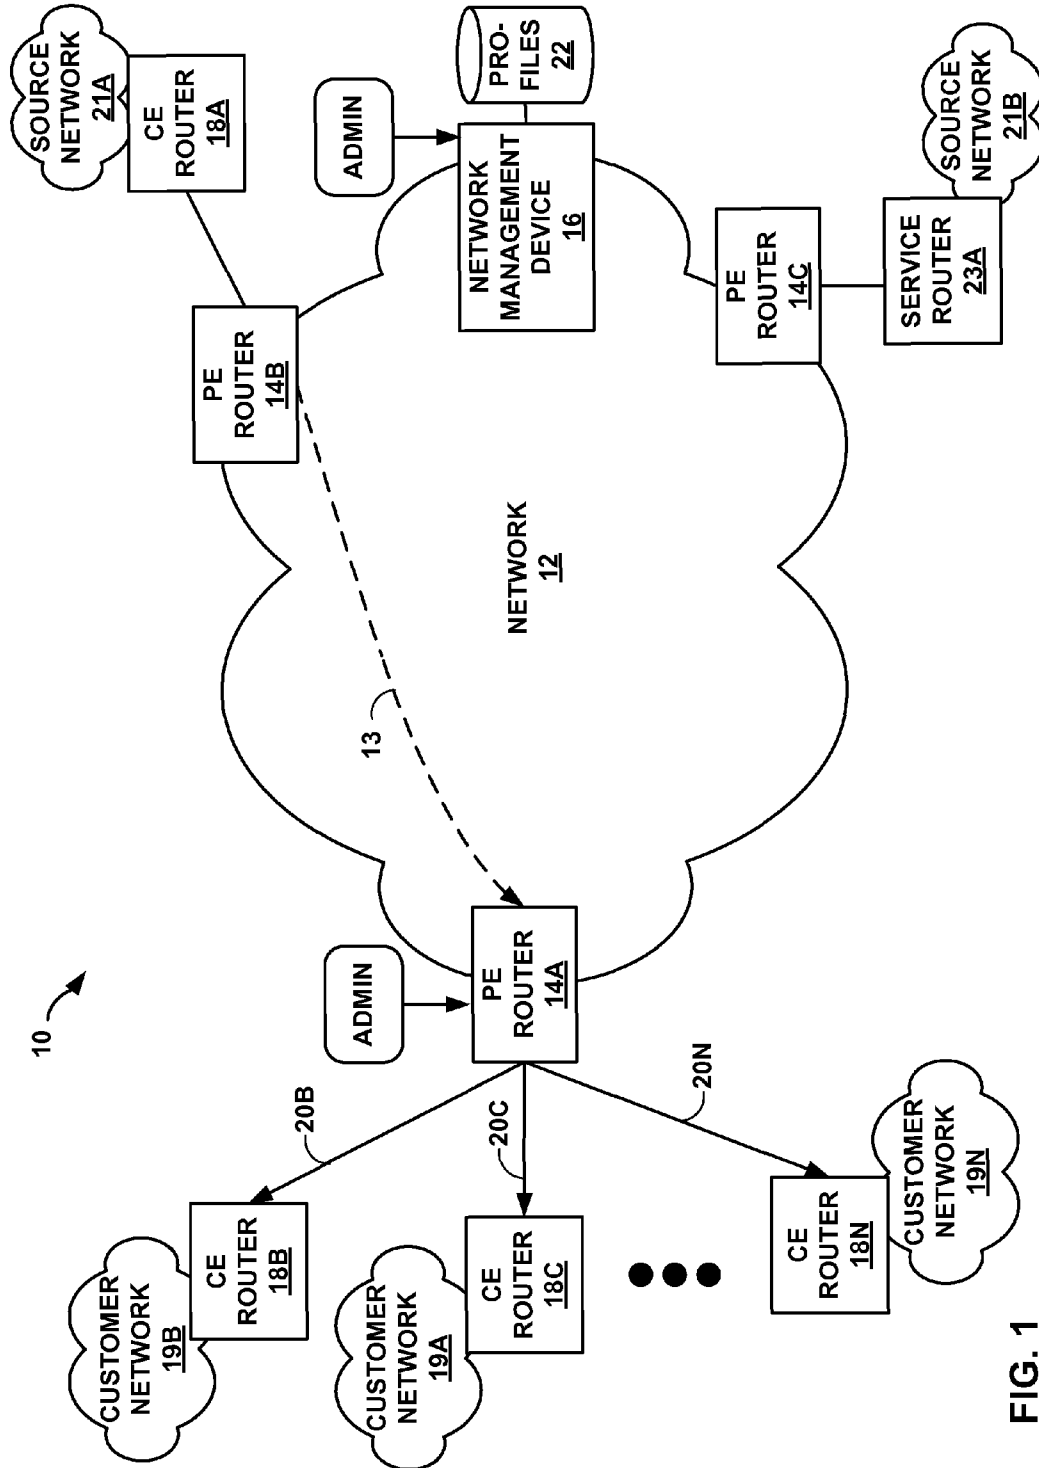 10
CUSTOMER
NETWORK
19B
CE
ROUTER
18B
20B
CUSTOMER
NETWORK
19A
CE
ROUTER
18C
20C
CE
ROUTER
18N
CUSTOMER
NETWORK
19N
20N
ADMIN
PE
ROUTER
14A
13
NETWORK
12
PE
ROUTER
14B
SOURCE
NETWORK
21A
CE
ROUTER
18A
ADMIN
NETWORK
MANAGEMENT
DEVICE
16
PRO-
FILES
22
PE
ROUTER
14C
SERVICE
ROUTER
23A
SOURCE
NETWORK
21B
FIG. 1